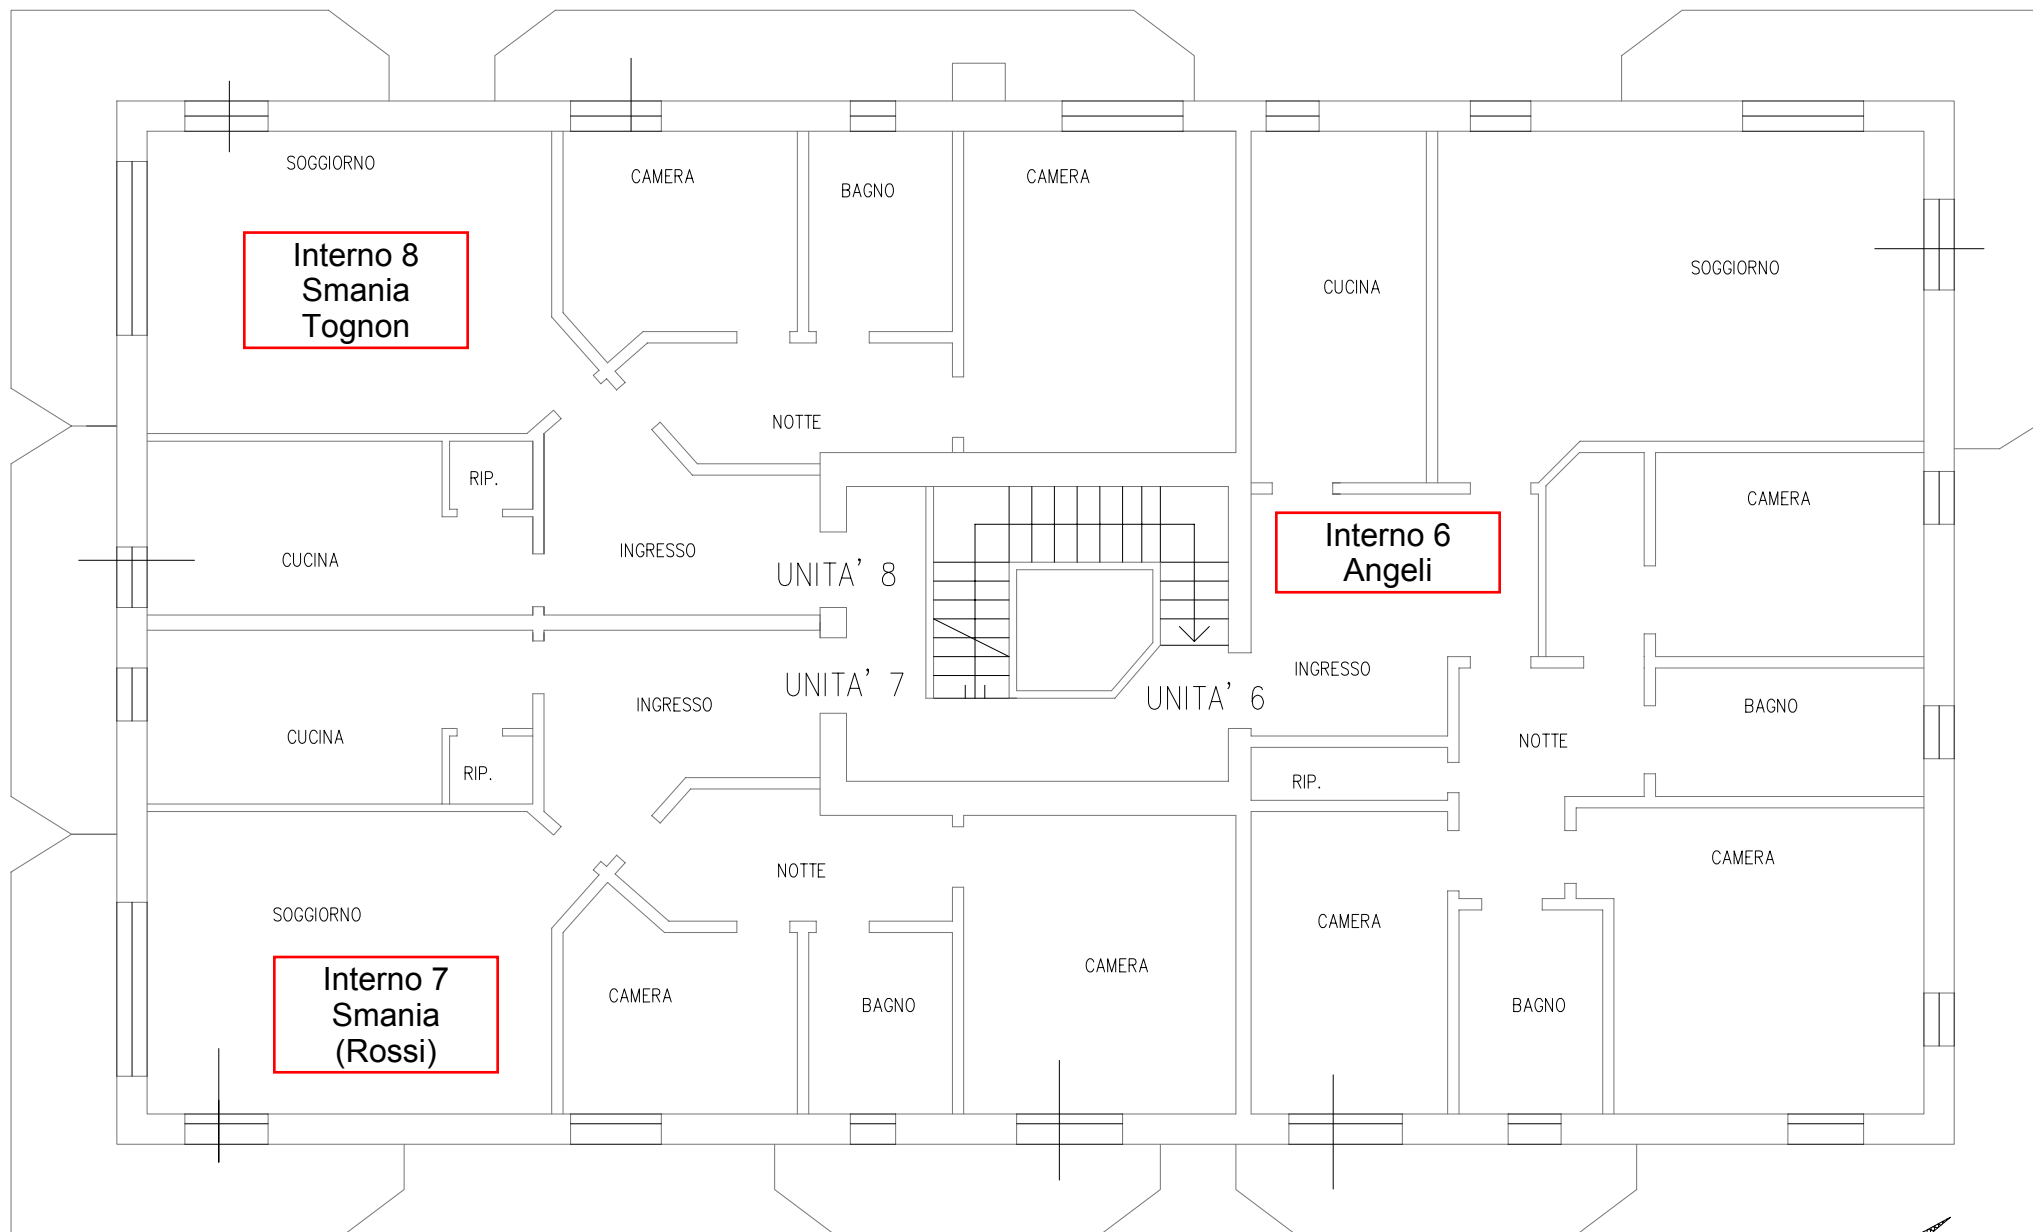 SOGGIORNO
CAMERA
BAGNO
CAMERA
Interno 8
Smania
Tognon
CUCINA
SOGGIORNO
NOTTE
RIP.
CAMERA
INGRESSO
CUCINA
UNITA' 8
Interno 6
Angeli
INGRESSO
UNITA' 7
UNITA' 6
INGRESSO
BAGNO
CUCINA
NOTTE
RIP.
RIP.
NOTTE
CAMERA
SOGGIORNO
CAMERA
CAMERA
Interno 7
Smania
(Rossi)
CAMERA
BAGNO
BAGNO